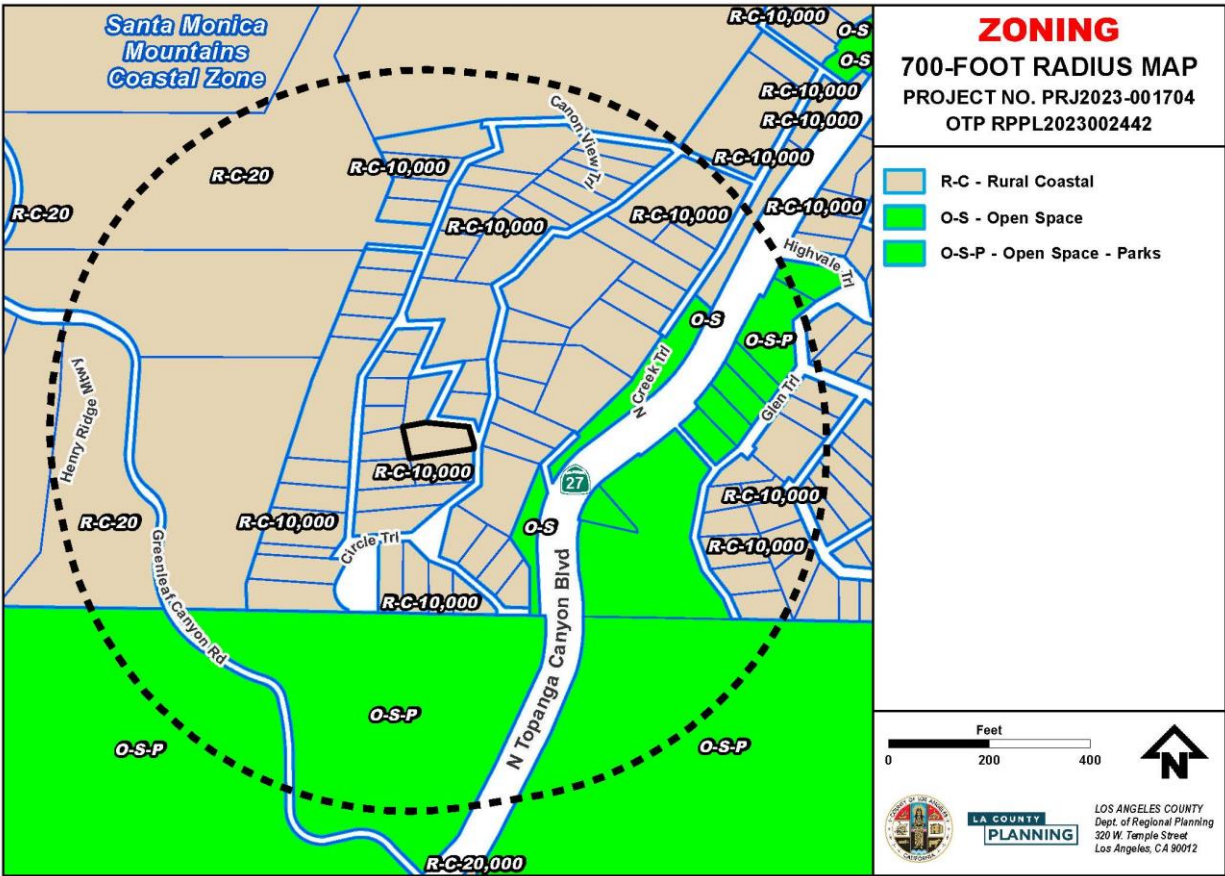 Santa Monica
Mountains
Coastal Zone
R-C-10,000
O-S
O-S
R-C-10,000
R-C-10,000
Canon View Trl
R-C-10,000
R-C-10,000
R-C-20
R-C-20
R-C-10,000
R-C-10,000
R-C-10,000
Highvale Trl
O-S
O-S-P
N Creek Trl
Glen Trl
Henry Ridge Mtwy
R-C-10,000
27
R-C-10,000
R-C-20
R-C-10,000
O-S
Circle Trl
R-C-10,000
Greenleaf Canyon Rd
R-C-10,000
N Topanga Canyon Blvd
O-S-P
O-S-P
O-S-P
R-C-20,000
ZONING
700-FOOT RADIUS MAP
PROJECT NO. PRJ2023-001704
OTP RPPL2023002442
R-C - Rural Coastal
O-S - Open Space
O-S-P - Open Space - Parks
Feet
0 200 400
N
LA COUNTY
PLANNING
LOS ANGELES COUNTY
Dept. of Regional Planning
320 W. Temple Street
Los Angeles, CA 90012